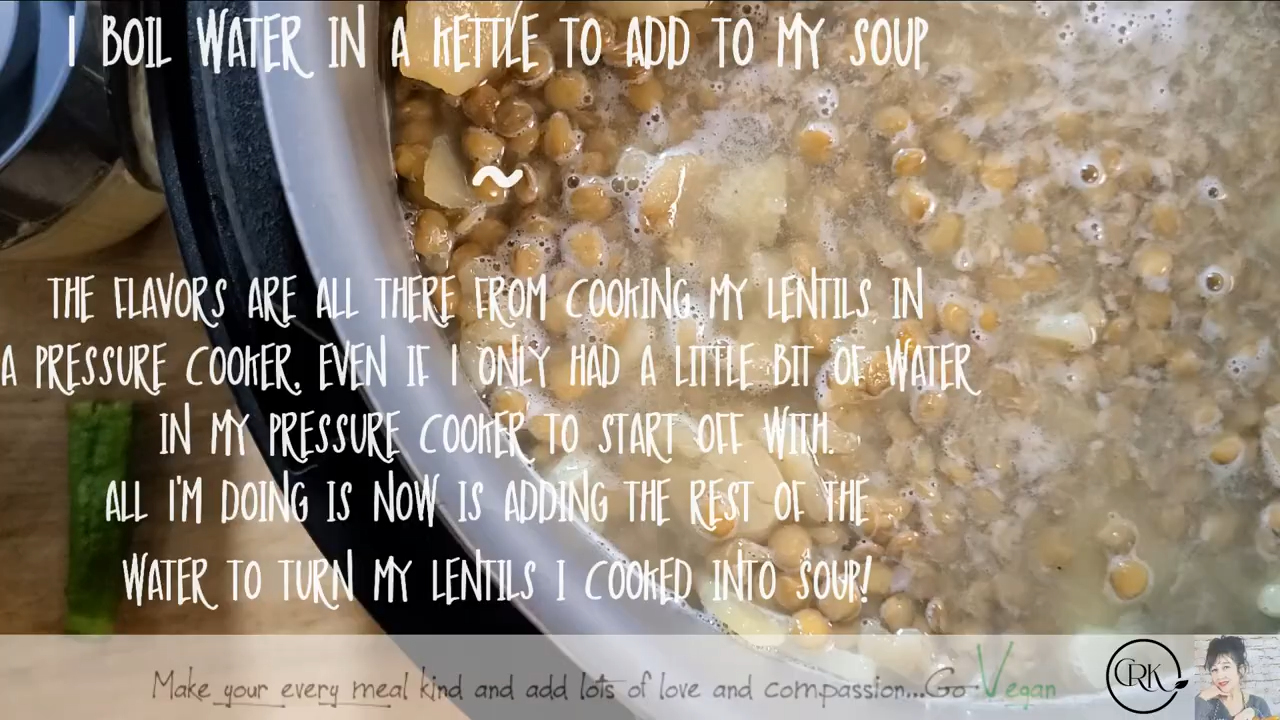 I BOIL WATER IN A KETTLE TO ADD TO MY SOUP
~
THE FLAVORS ARE ALL THERE FROM COOKING MY LENTILS IN
A PRESSURE COOKER. EVEN IF I ONLY HAD A LITTLE BIT OF WATER
IN MY PRESSURE COOKER TO START OFF WITH.
ALL I'M DOING IS NOW IS ADDING THE REST OF THE
WATER TO TURN MY LENTILS I COOKED INTO SOUP!
Make your every meal kind and add lots of love and compassion...Go Vegan
CRK